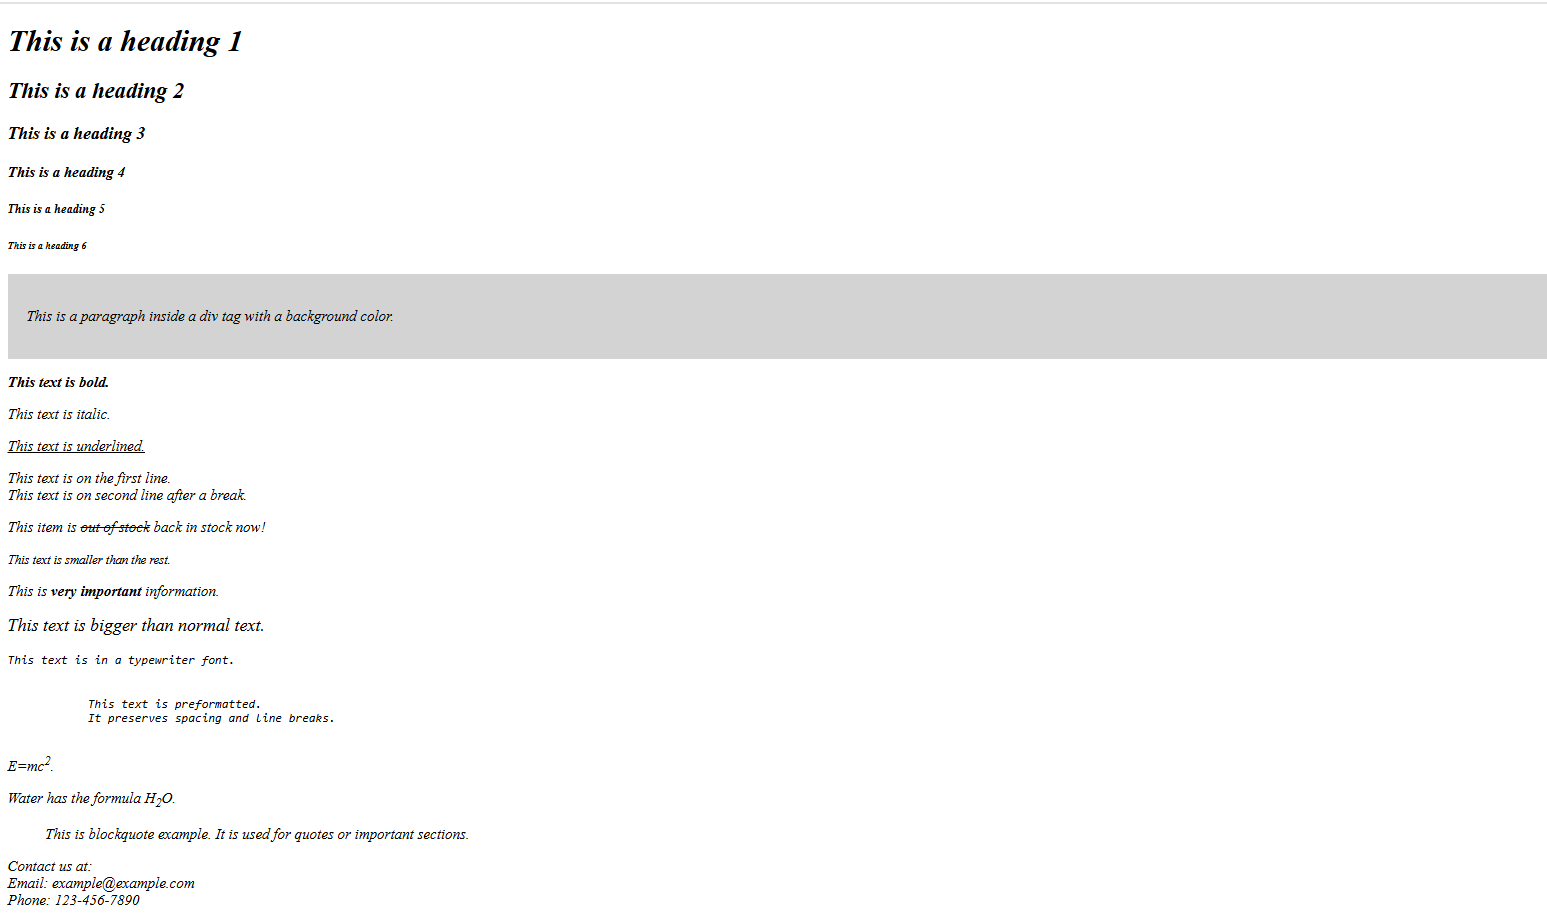 This is a heading 1
This is a heading 2
This is a heading 3
This is a heading 4
This is a heading 5
This is a heading 6
This is a paragraph inside a div tag with a background color.
This text is bold.
This text is italic.
This text is underlined.
This text is on the first line.
This text is on second line after a break.
This item is out of stock back in stock now!
This text is smaller than the rest.
This is very important information.
This text is bigger than normal text.
This text is in a typewriter font.
This text is preformatted.
It preserves spacing and line breaks.
E=mc².
Water has the formula H₂O.
This is blockquote example. It is used for quotes or important sections.
Contact us at:
Email: example@example.com
Phone: 123-456-7890